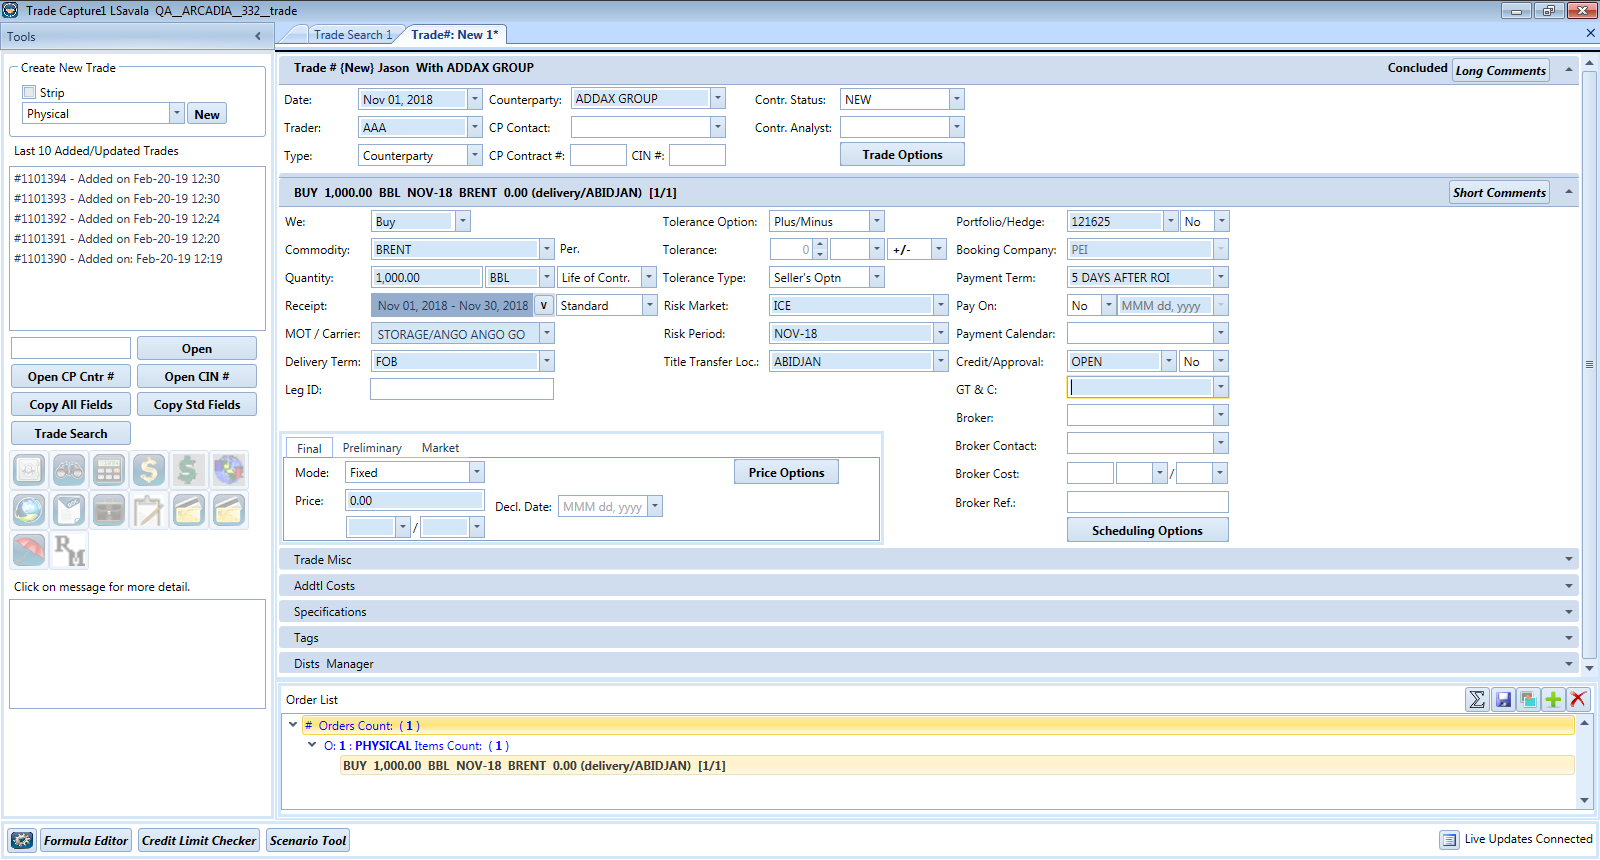 Trade Capture1 LSavala  QA__ARCADIA__332__trade
Tools
Create New Trade
Strip
Physical
New
Last 10 Added/Updated Trades
#1101394 - Added on Feb-20-19 12:30
#1101393 - Added on Feb-20-19 12:30
#1101392 - Added on Feb-20-19 12:24
#1101391 - Added on Feb-20-19 12:20
#1101390 - Added on: Feb-20-19 12:19
Open
Open CP Cntr #
Open CIN #
Copy All Fields
Copy Std Fields
Trade Search
RM
Click on message for more detail.
Trade Search 1
Trade#: New 1*
Trade # {New} Jason  With ADDAX GROUP
Concluded
Long Comments
Date: Nov 01, 2018
Counterparty: ADDAX GROUP
Contr. Status: NEW
Trader: AAA
CP Contact:
Contr. Analyst:
Type: Counterparty
CP Contract #:
CIN #:
Trade Options
BUY  1,000.00  BBL  NOV-18  BRENT  0.00 (delivery/ABIDJAN)  [1/1]
Short Comments
We: Buy
Tolerance Option: Plus/Minus
Portfolio/Hedge: 121625 No
Commodity: BRENT Per.
Tolerance: 0 +/-
Booking Company: PEI
Quantity: 1,000.00 BBL Life of Contr.
Tolerance Type: Seller's Optn
Payment Term: 5 DAYS AFTER ROI
Receipt: Nov 01, 2018 - Nov 30, 2018 v Standard
Risk Market: ICE
Pay On: No MMM dd, yyyy
MOT / Carrier: STORAGE/ANGO ANGO GO
Risk Period: NOV-18
Payment Calendar:
Delivery Term: FOB
Title Transfer Loc.: ABIDJAN
Credit/Approval: OPEN No
Leg ID:
GT & C:
Broker:
Broker Contact:
Broker Cost: /
Broker Ref.:
Scheduling Options
Final
Preliminary
Market
Mode: Fixed
Price Options
Price: 0.00
Decl. Date: MMM dd, yyyy
/
Trade Misc
Addtl Costs
Specifications
Tags
Dists  Manager
Order List
# Orders Count: ( 1 )
O: 1 : PHYSICAL Items Count: ( 1 )
BUY  1,000.00  BBL  NOV-18  BRENT  0.00 (delivery/ABIDJAN)  [1/1]
Formula Editor
Credit Limit Checker
Scenario Tool
Live Updates Connected